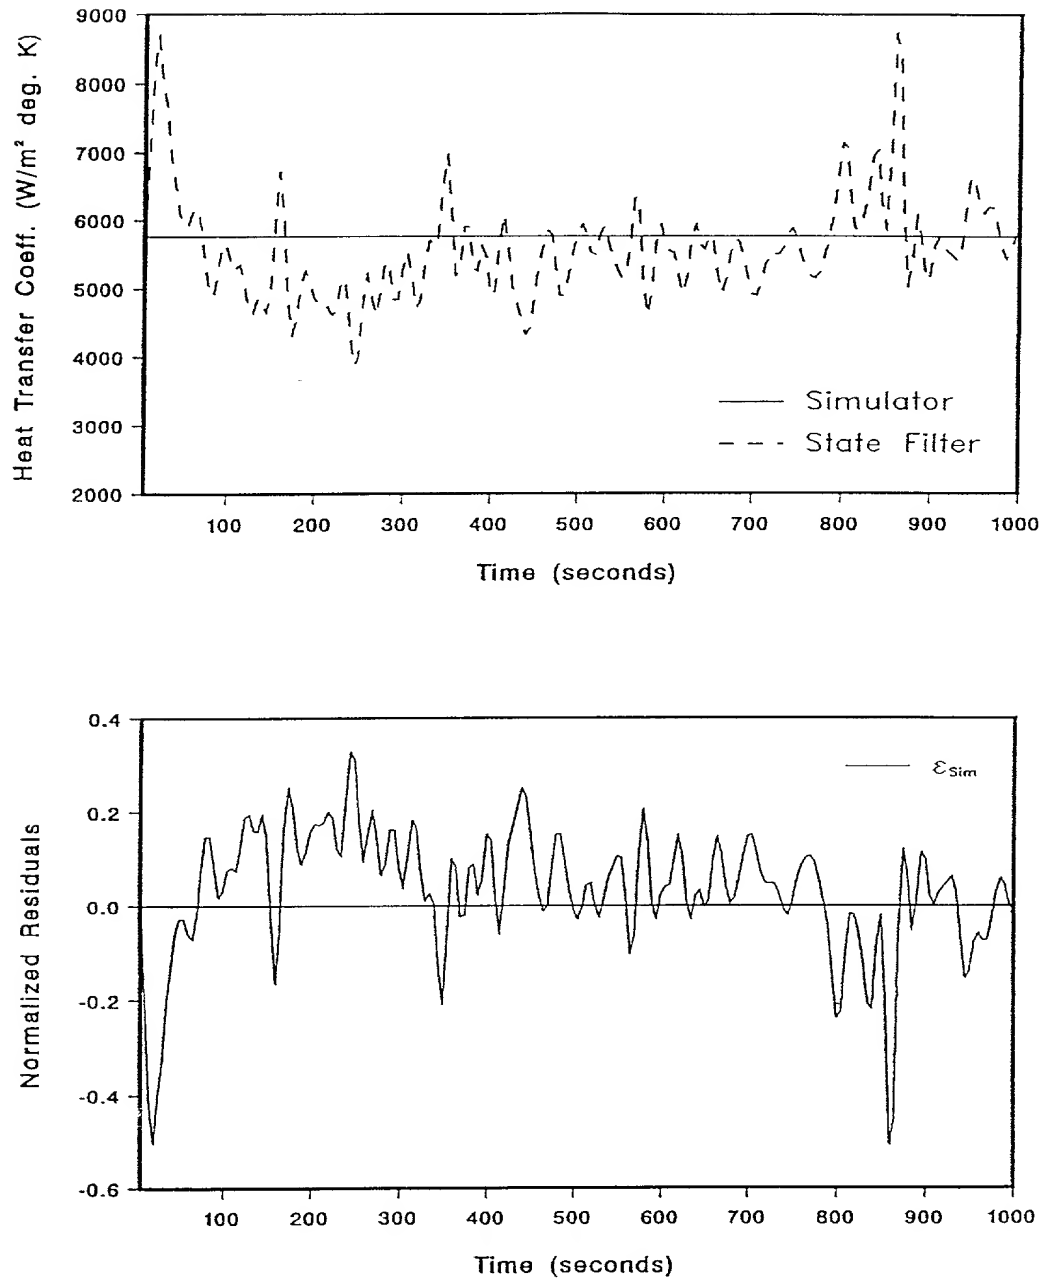 Heat Transfer Coeff. (W/m² deg. K)
9000
8000
7000
6000
5000
4000
3000
2000
Simulator
State Filter
100 200 300 400 500 600 700 800 900 1000
Time (seconds)
Normalized Residuals
0.4
0.2
0.0
-0.2
-0.4
-0.6
εSim
100 200 300 400 500 600 700 800 900 1000
Time (seconds)